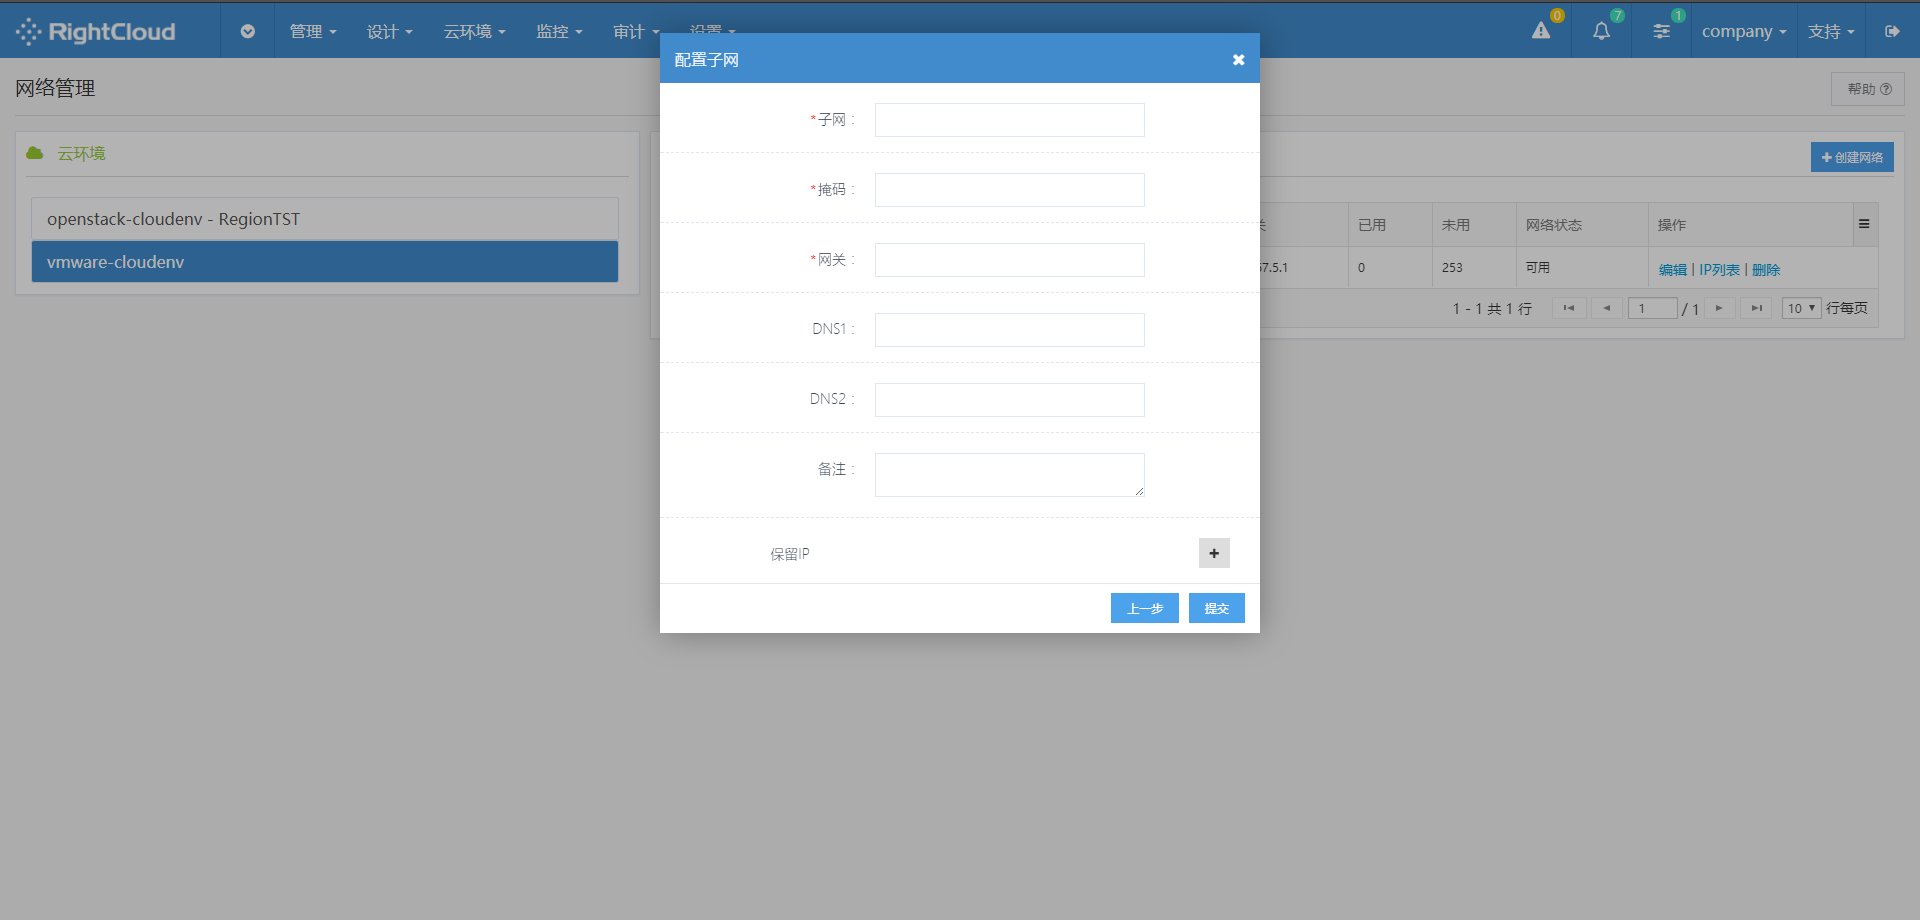 RightCloud
管理
设计
云环境
监控
审计
设置
0
7
1
company
支持
网络管理
帮助
云环境
openstack-cloudenv - RegionTST
vmware-cloudenv
创建网络
已用
未用
网络状态
操作
7.5.1
0
253
可用
编辑 | IP列表 | 删除
1 - 1 共 1 行
1
/ 1
10
行每页
配置子网
*子网：
*掩码：
*网关：
DNS1：
DNS2：
备注：
保留IP
上一步
提交